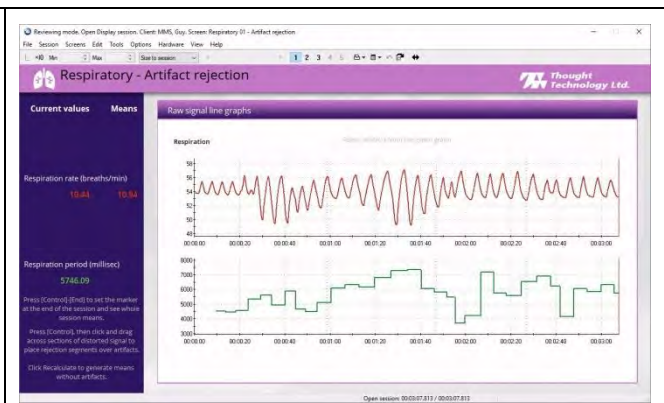 Reviewing mode. Open Display session. Client: MMS, Guy. Screen: Respiratory 01 - Artifact rejection.
File Session Screens Edit Tools Options Hardware View Help
Min Max Size to session 1 2 3 4 5
Respiratory - Artifact rejection
Thought
Technology Ltd.
Current values Means
Raw signal line graphs
Respiration
58
56
54
52
50
48
00:00:00 00:00:20 00:00:40 00:01:00 00:01:20 00:01:40 00:02:00 00:02:20 00:02:40 00:03:00
Respiration rate (breaths/min)
10.44 10.94
8000
7000
6000
5000
4000
3000
00:00:00 00:00:20 00:00:40 00:01:00 00:01:20 00:01:40 00:02:00 00:02:20 00:02:40 00:03:00
Respiration period (millisec)
5746.09
Press [Control]-[End] to set the marker
at the end of the session and see whole
session means.
Press [Control], then click and drag
across sections of distorted signal to
place rejection segments over artifacts.
Click Recalculate to generate means
without artifacts.
Open session: 00:03:07.813 / 00:03:07.813